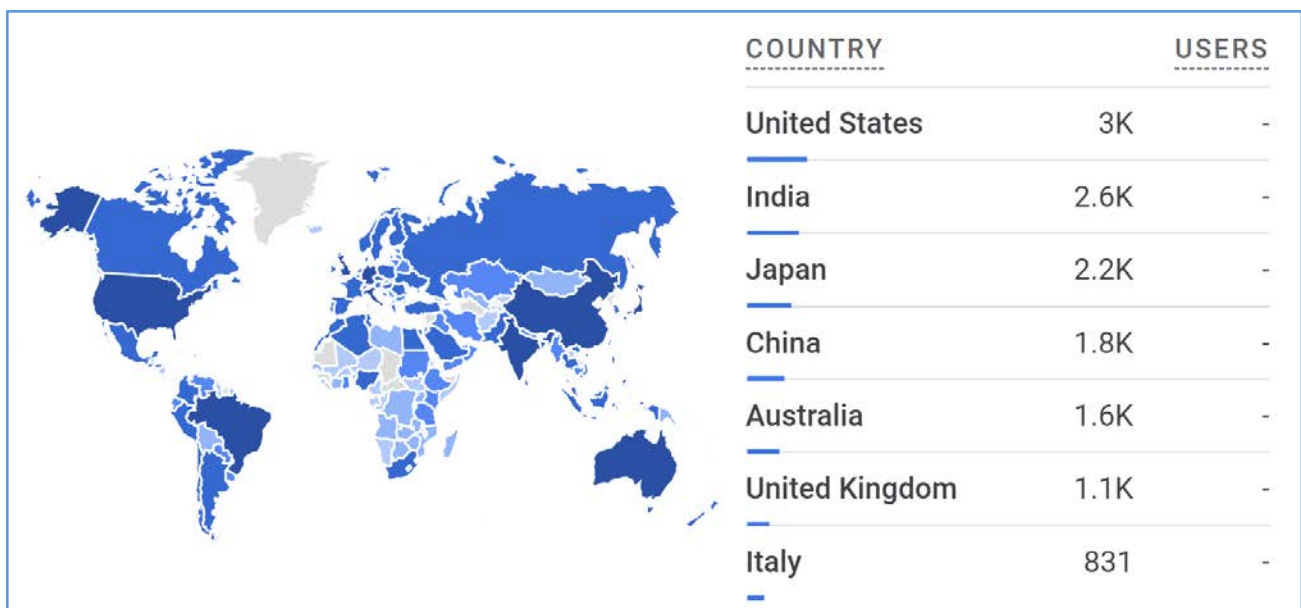 COUNTRY USERS
United States 3K -
India 2.6K -
Japan 2.2K -
China 1.8K -
Australia 1.6K -
United Kingdom 1.1K -
Italy 831 -